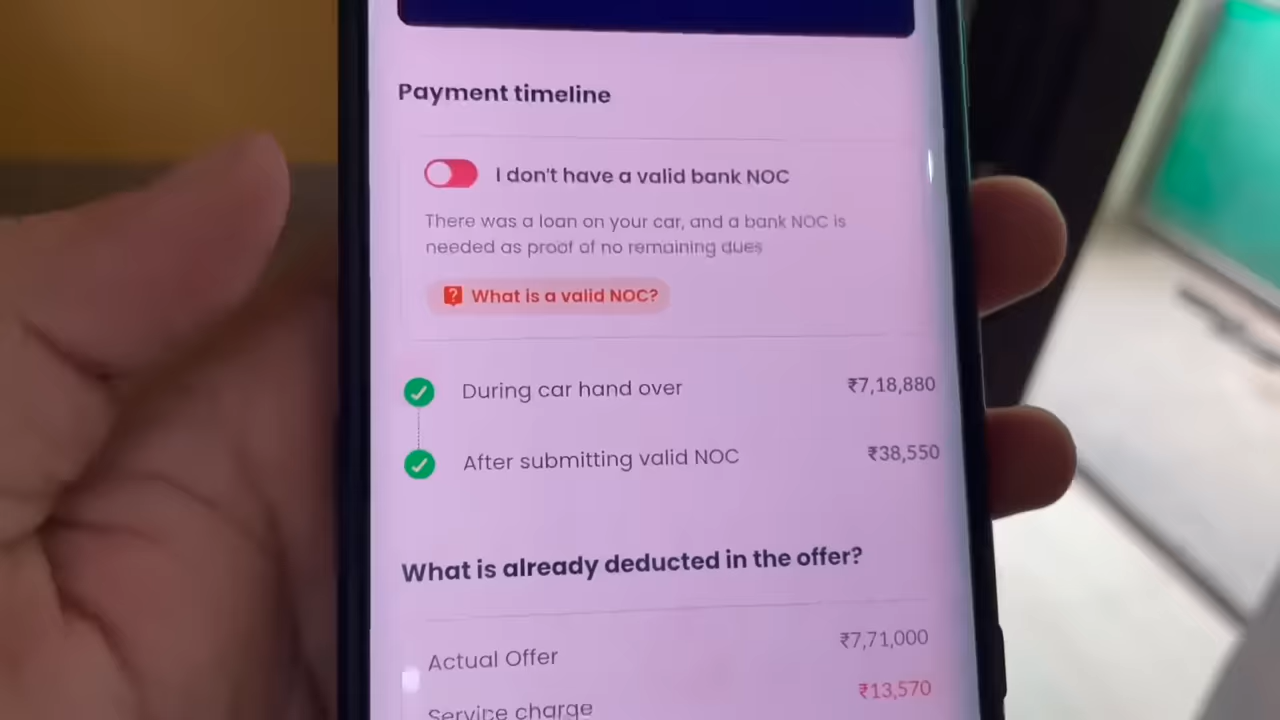 Payment timeline
I don't have a valid bank NOC
There was a loan on your car, and a bank NOC is
needed as proof of no remaining dues
What is a valid NOC?
During car hand over ₹7,18,880
After submitting valid NOC ₹38,550
What is already deducted in the offer?
Actual Offer ₹7,71,000
Service charge ₹13,570